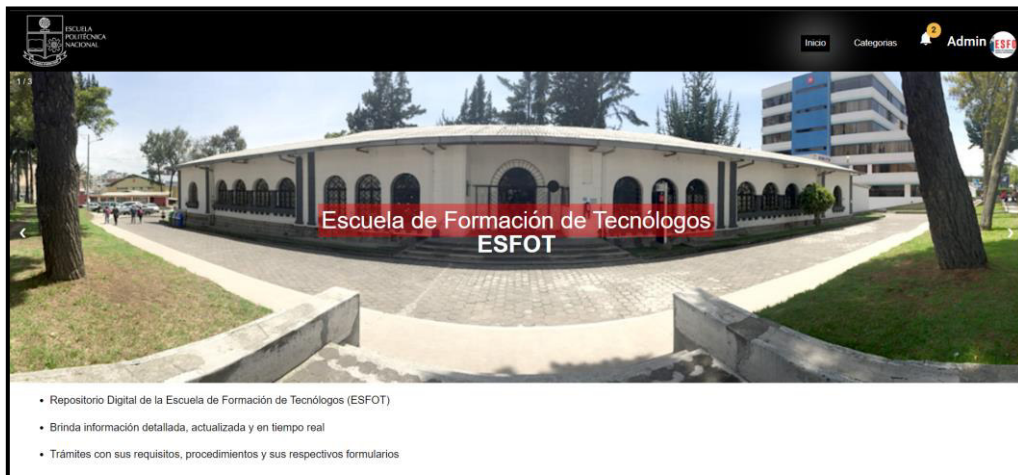 ESCUELA
POLITÉCNICA
NACIONAL
Inicio
Categorias
2
Admin
ESFO
1 / 3
Escuela de Formación de Tecnólogos
ESFOT
❮
❯
• Repositorio Digital de la Escuela de Formación de Tecnólogos (ESFOT)
• Brinda información detallada, actualizada y en tiempo real
• Trámites con sus requisitos, procedimientos y sus respectivos formularios